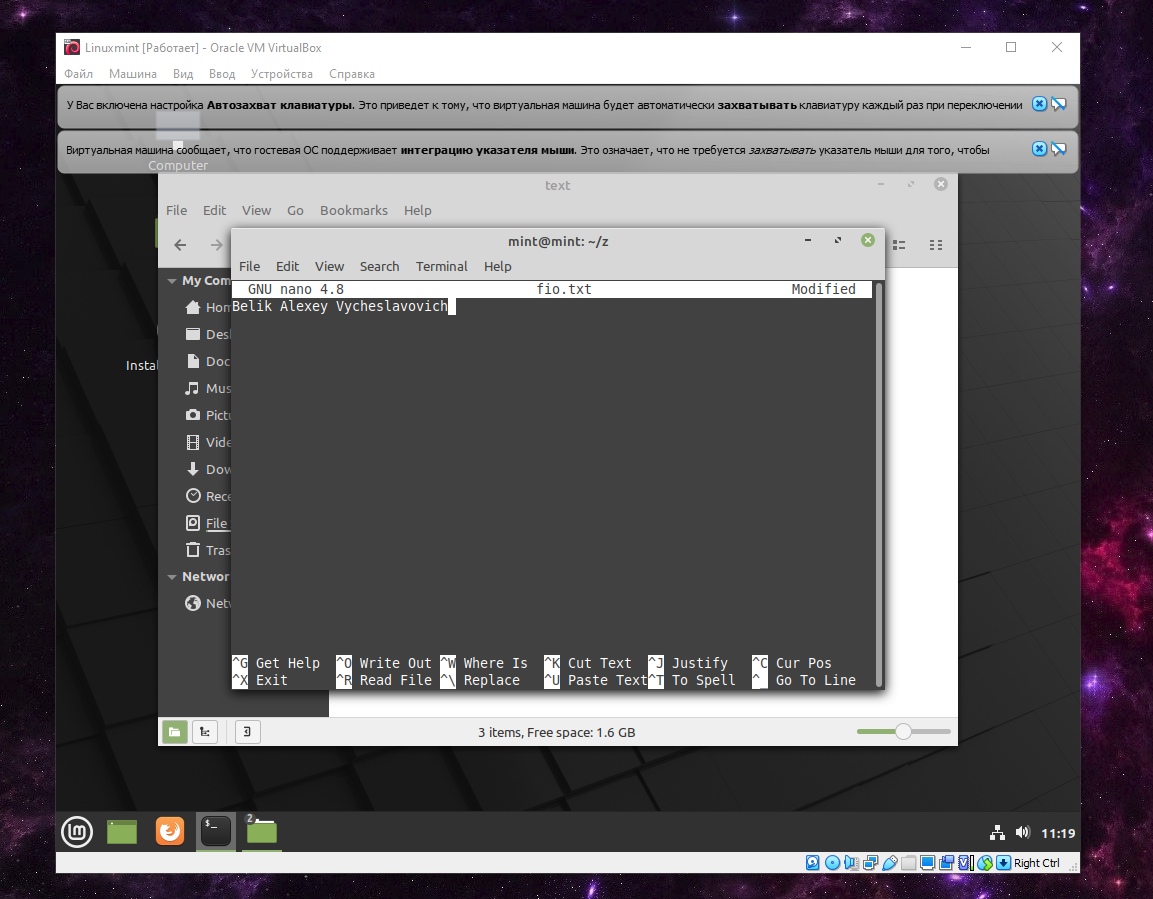 Linuxmint [Работает] - Oracle VM VirtualBox
Файл Машина Вид Ввод Устройства Справка
У Вас включена настройка Автозахват клавиатуры. Это приведет к тому, что виртуальная машина будет автоматически захватывать клавиатуру каждый раз при переключении
Виртуальная машина сообщает, что гостевая ОС поддерживает интеграцию указателя мыши. Это означает, что не требуется захватывать указатель мыши для того, чтобы
Computer
text
File Edit View Go Bookmarks Help
mint@mint: ~/z
File Edit View Search Terminal Help
My Com
GNU nano 4.8 fio.txt Modified
Belik Alexey Vycheslavovich
Hom
Desk
Instal
Doc
Mus
Pictu
Vide
Dow
Rece
File
Tras
Networ
Netw
^G Get Help ^O Write Out ^W Where Is ^K Cut Text ^J Justify ^C Cur Pos
^X Exit ^R Read File ^\ Replace ^U Paste Text ^T To Spell ^_ Go To Line
3 items, Free space: 1.6 GB
2
$_
11:19
Right Ctrl